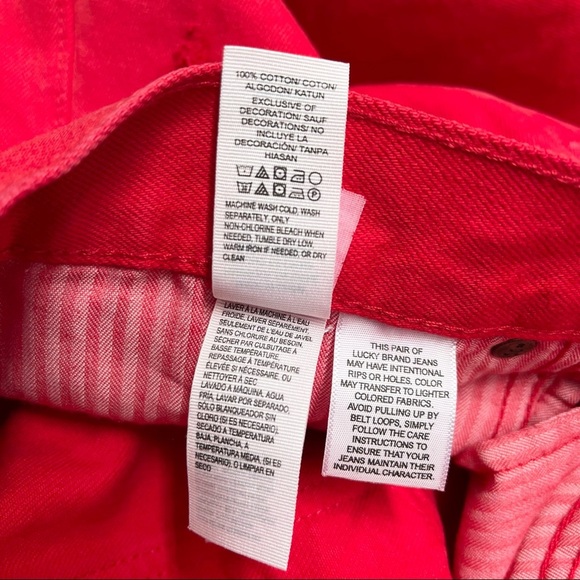 100% COTTON/ COTON/
ALGODON/ KATUN
EXCLUSIVE OF
DECORATION/ SAUF
DECORATIONS/ NO
INCLUYE LA
DECORACIÓN/ TANPA
HIASAN
MACHINE WASH COLD, WASH
SEPARATELY, ONLY
NON-CHLORINE BLEACH WHEN
NEEDED, TUMBLE DRY LOW,
WARM IRON IF NEEDED, OR DRY
CLEAN
LAVER À LA MACHINE À L'EAU
FROIDE, LAVER SÉPARÉMENT,
SEULEMENT DE L'EAU DE JAVEL
SANS CHLORURE AU BESOIN,
SÉCHER PAR CULBUTAGE À
BASSE TEMPÉRATURE,
REPASSAGE À TEMPÉRATURE
ÉLEVÉE SI NÉCESSAIRE, OU
NETTOYER À SEC
LAVADO A MÁQUINA, AGUA
FRÍA, LAVAR POR SEPARADO,
SÓLO BLANQUEADOR SIN
CLORO (SI ES NECESARIO),
SECADO A TEMPERATURA
BAJA, PLANCHA, A
TEMPERATURA MEDIA, (SI ES
NECESARIO), O LIMPIAR EN
SECO
THIS PAIR OF
LUCKY BRAND JEANS
MAY HAVE INTENTIONAL
RIPS OR HOLES. COLOR
MAY TRANSFER TO LIGHTER
COLORED FABRICS.
AVOID PULLING UP BY
BELT LOOPS, SIMPLY
FOLLOW THE CARE
INSTRUCTIONS TO
ENSURE THAT YOUR
JEANS MAINTAIN THEIR
INDIVIDUAL CHARACTER.